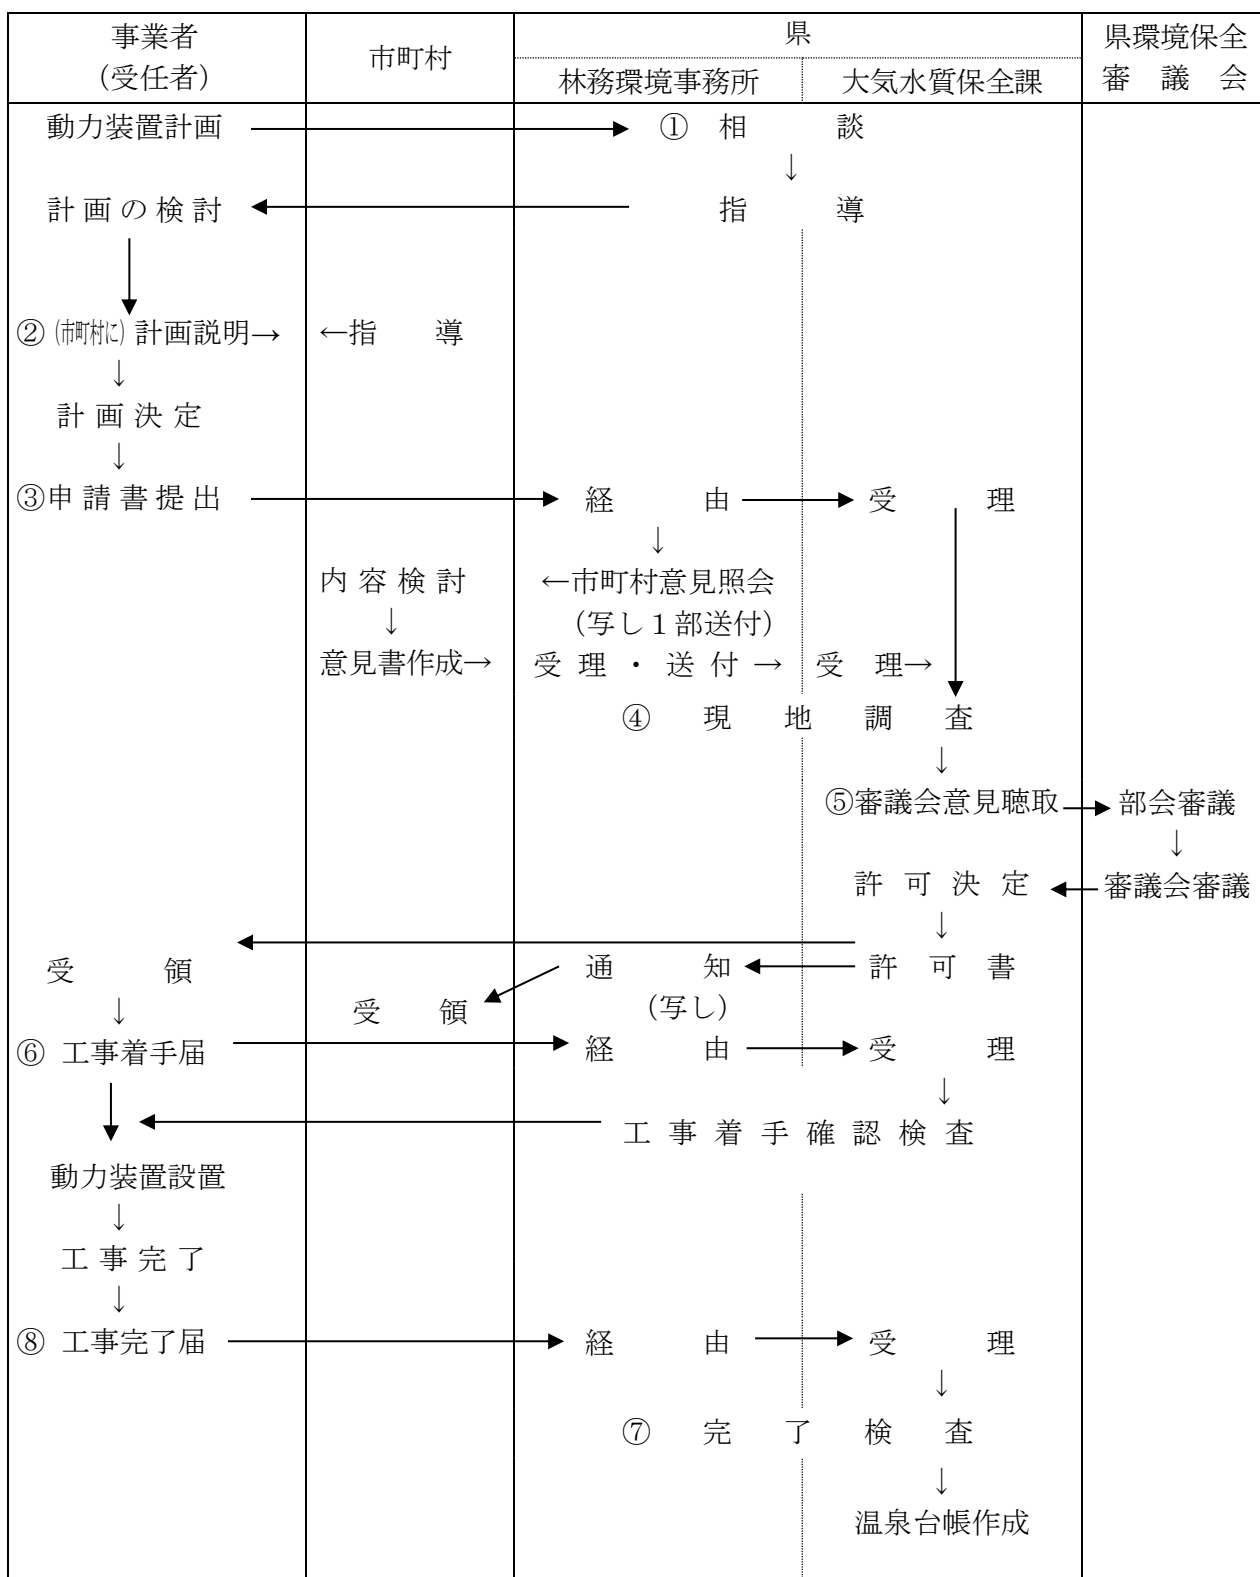 事業者
(受任者)
市町村
県
林務環境事務所
大気水質保全課
県環境保全
審議会
動力装置計画
① 相談
↓
計画の検討
指導
②(市町村に)計画説明→
←指導
↓
計画決定
↓
③申請書提出
経由
受理
↓
内容検討
←市町村意見照会
↓
(写し1部送付)
意見書作成→
受理・送付→
受理→
④ 現地調査
↓
⑤審議会意見聴取
部会審議
↓
許可決定
審議会審議
↓
受領
通知
許可書
↓
受領
(写し)
⑥ 工事着手届
経由
受理
↓
工事着手確認検査
動力装置設置
↓
工事完了
↓
⑧ 工事完了届
経由
受理
↓
⑦ 完了検査
↓
温泉台帳作成